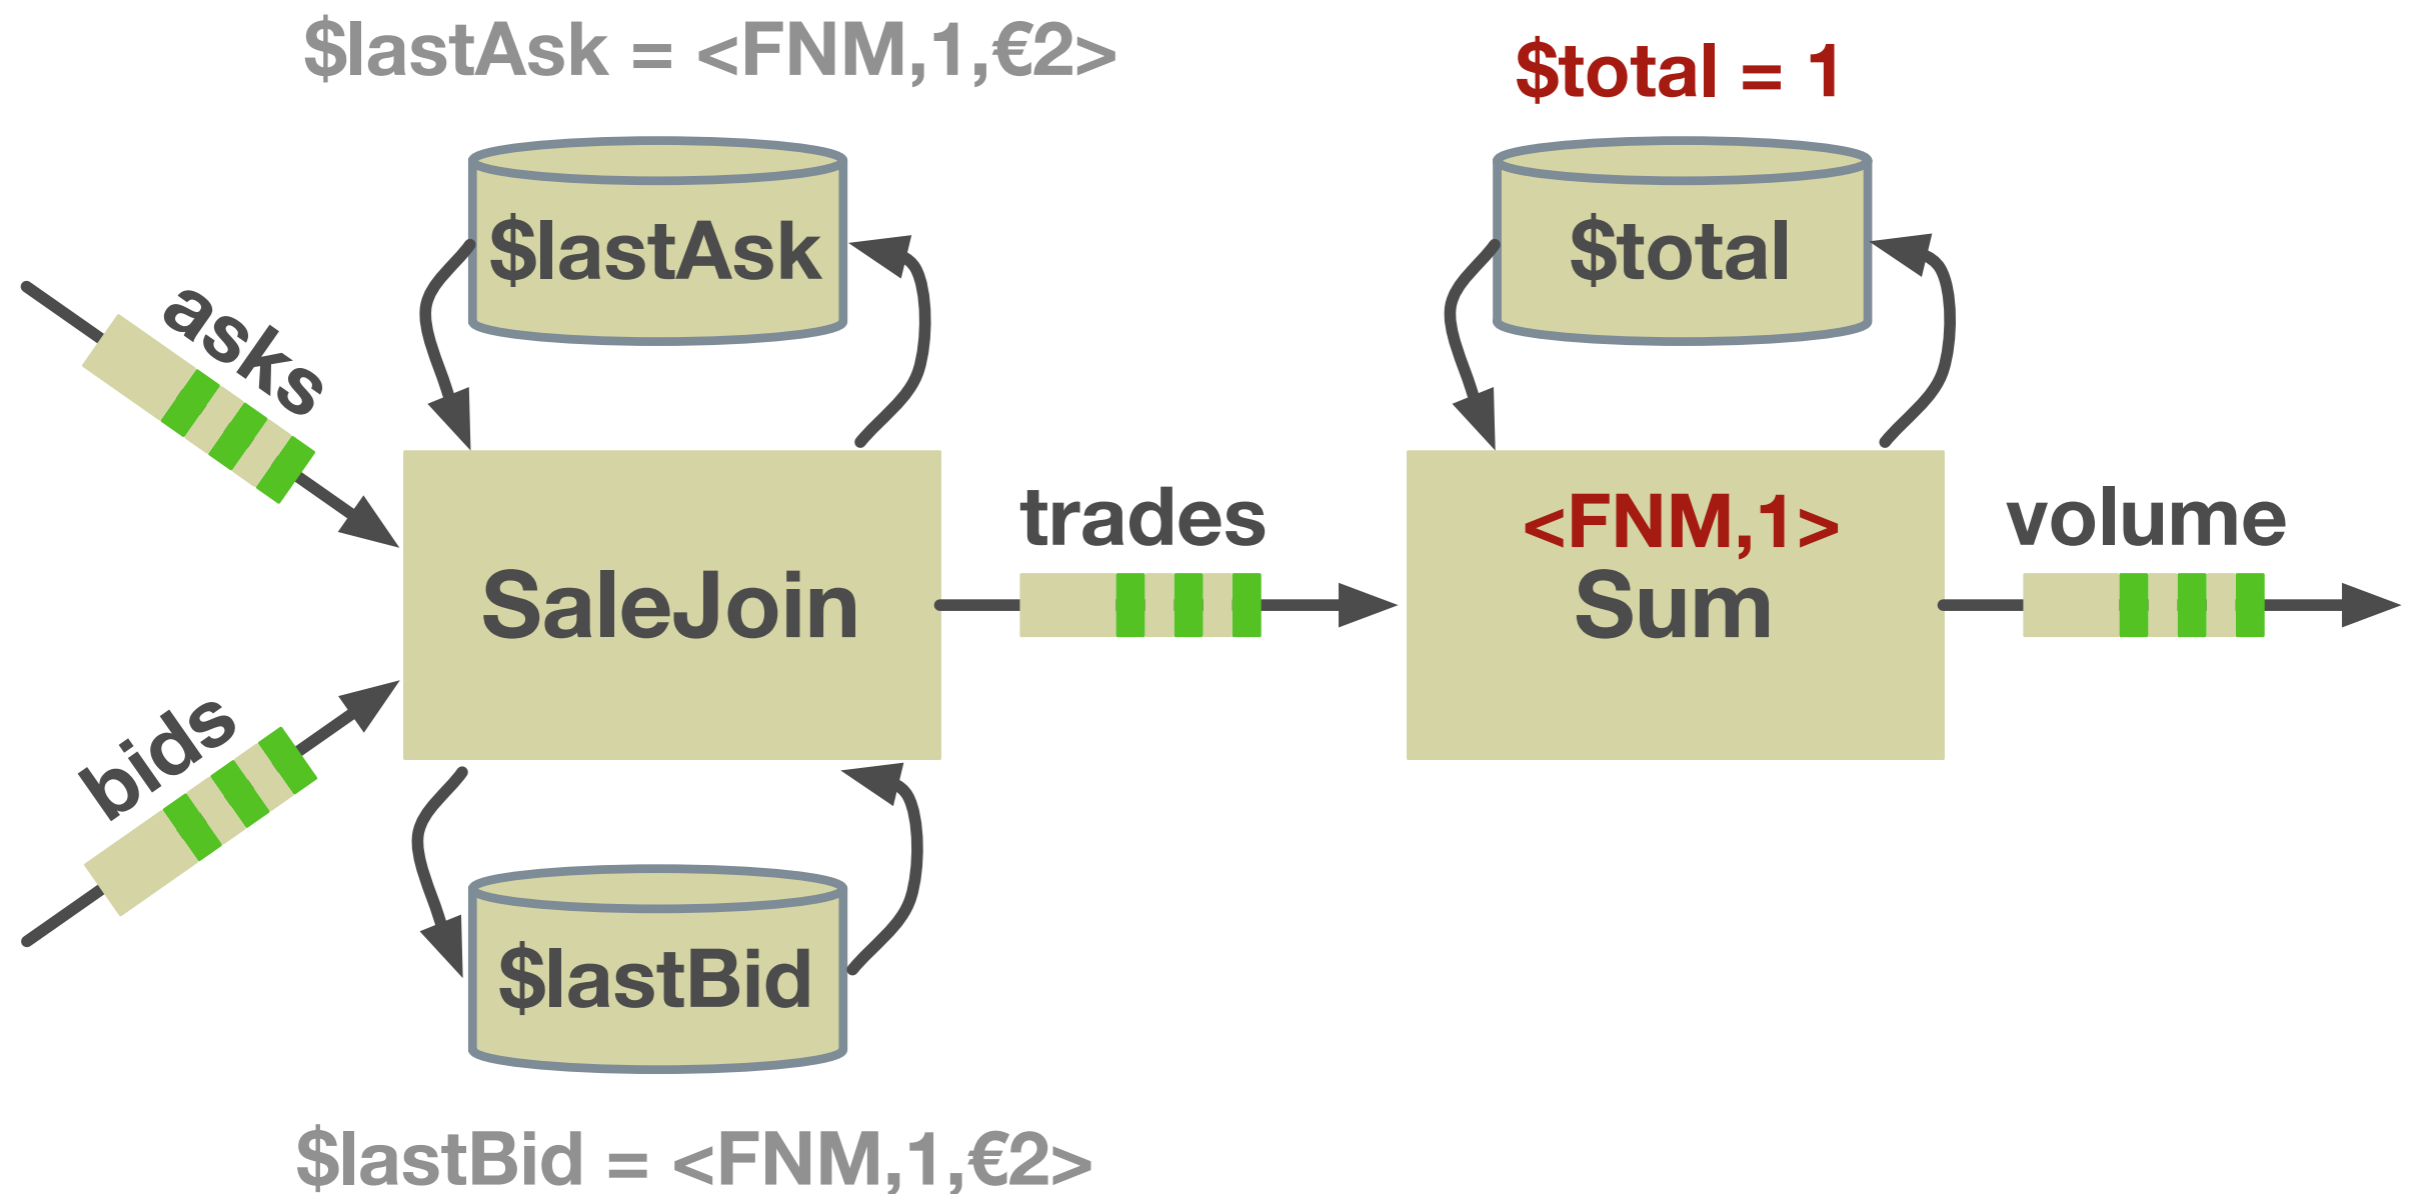 $lastAsk = <FNM,1,€2>
$total = 1
$lastAsk
$total
asks
trades
<FNM,1>
volume
SaleJoin
Sum
bids
$lastBid
$lastBid = <FNM,1,€2>